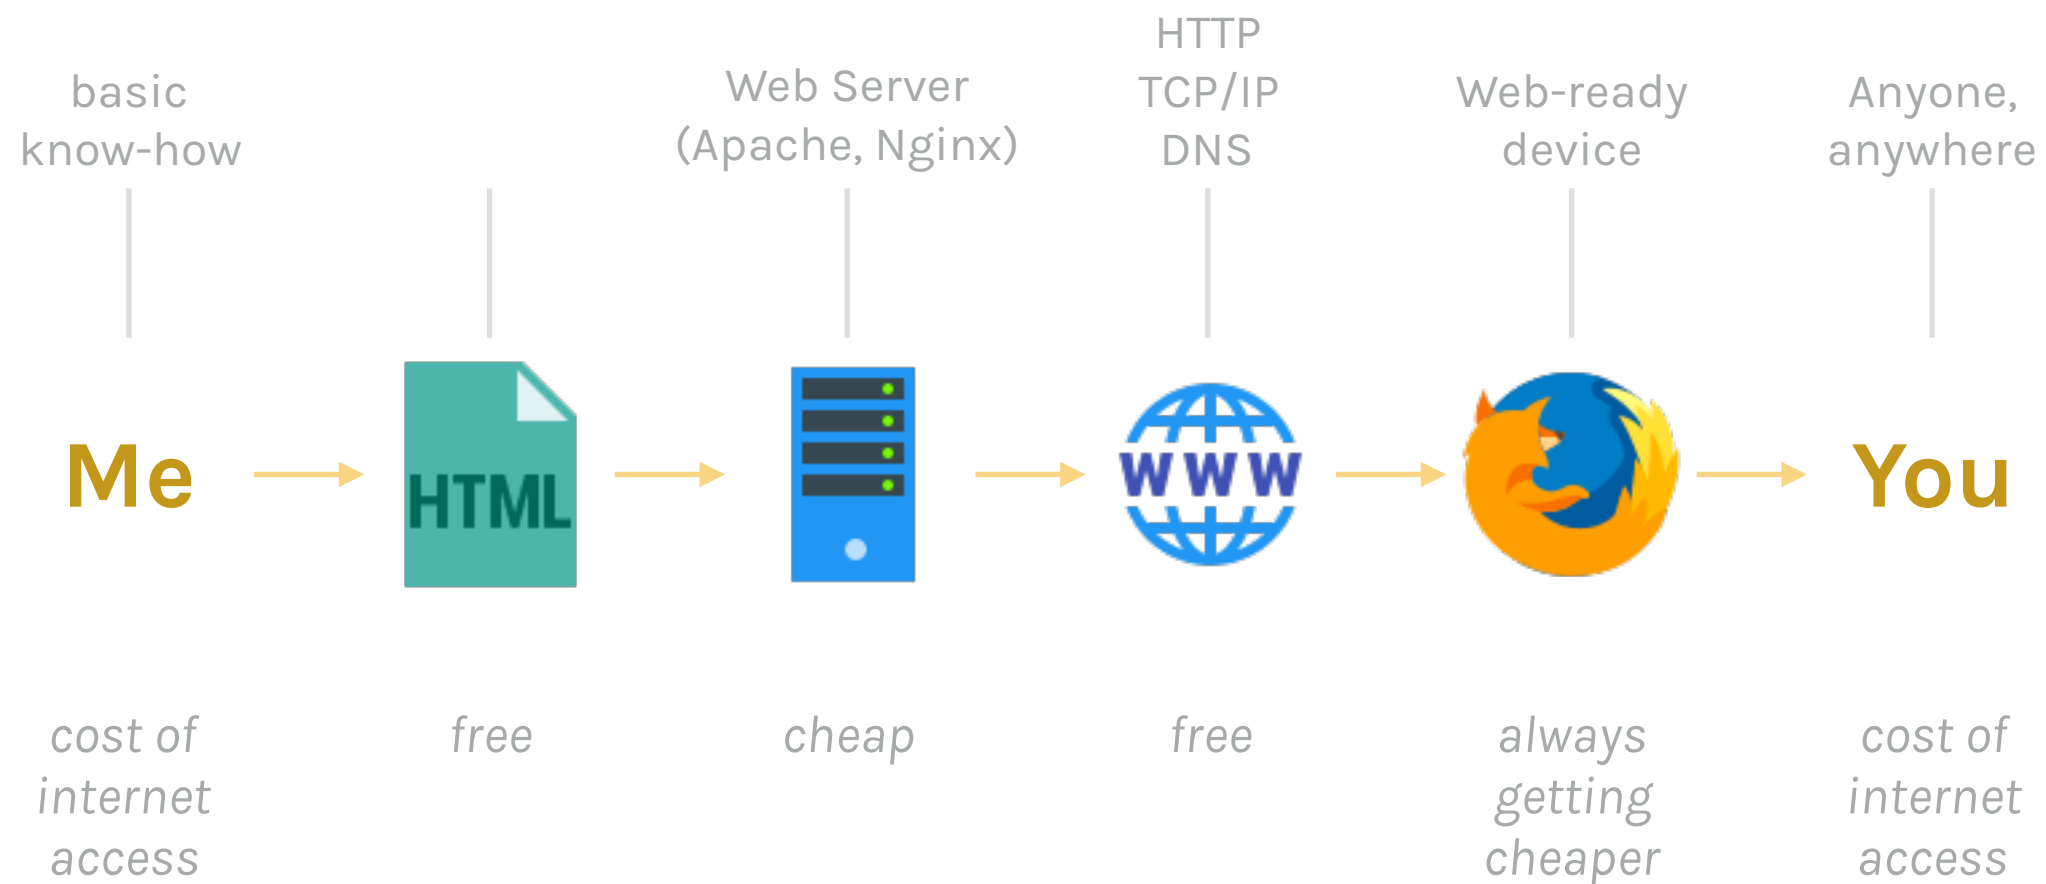 basic
know-how
Web Server
(Apache, Nginx)
HTTP
TCP/IP
DNS
Web-ready
device
Anyone,
anywhere
Me
HTML
WWW
You
cost of
internet
access
free
cheap
free
always
getting
cheaper
cost of
internet
access